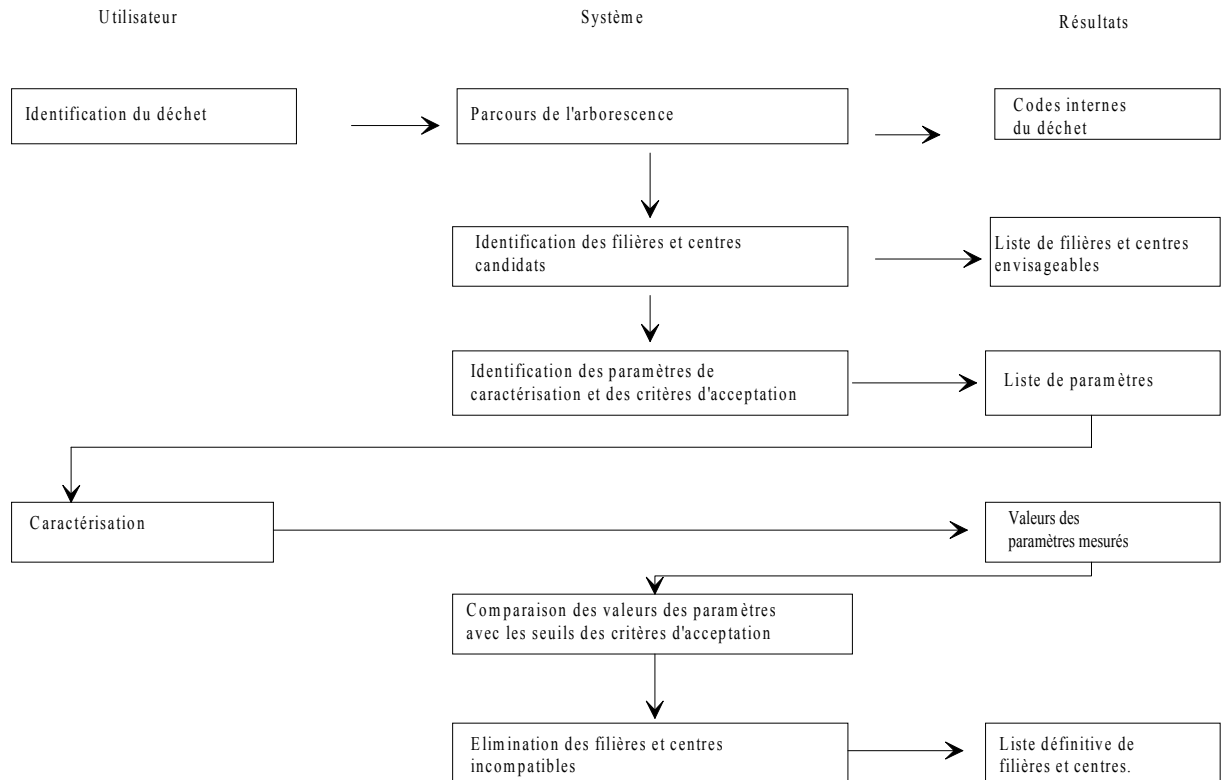 Utilisateur
Système
Résultats
Identification du déchet
Parcours de l'arborescence
Codes internes
du déchet
Identification des filières et centres
candidats
Liste de filières et centres
envisageables
Identification des paramètres de
caractérisation et des critères d'acceptation
Liste de paramètres
Caractérisation
Valeurs des
paramètres mesurés
Comparaison des valeurs des paramètres
avec les seuils des critères d'acceptation
Elimination des filières et centres
incompatibles
Liste définitive de
filières et centres.